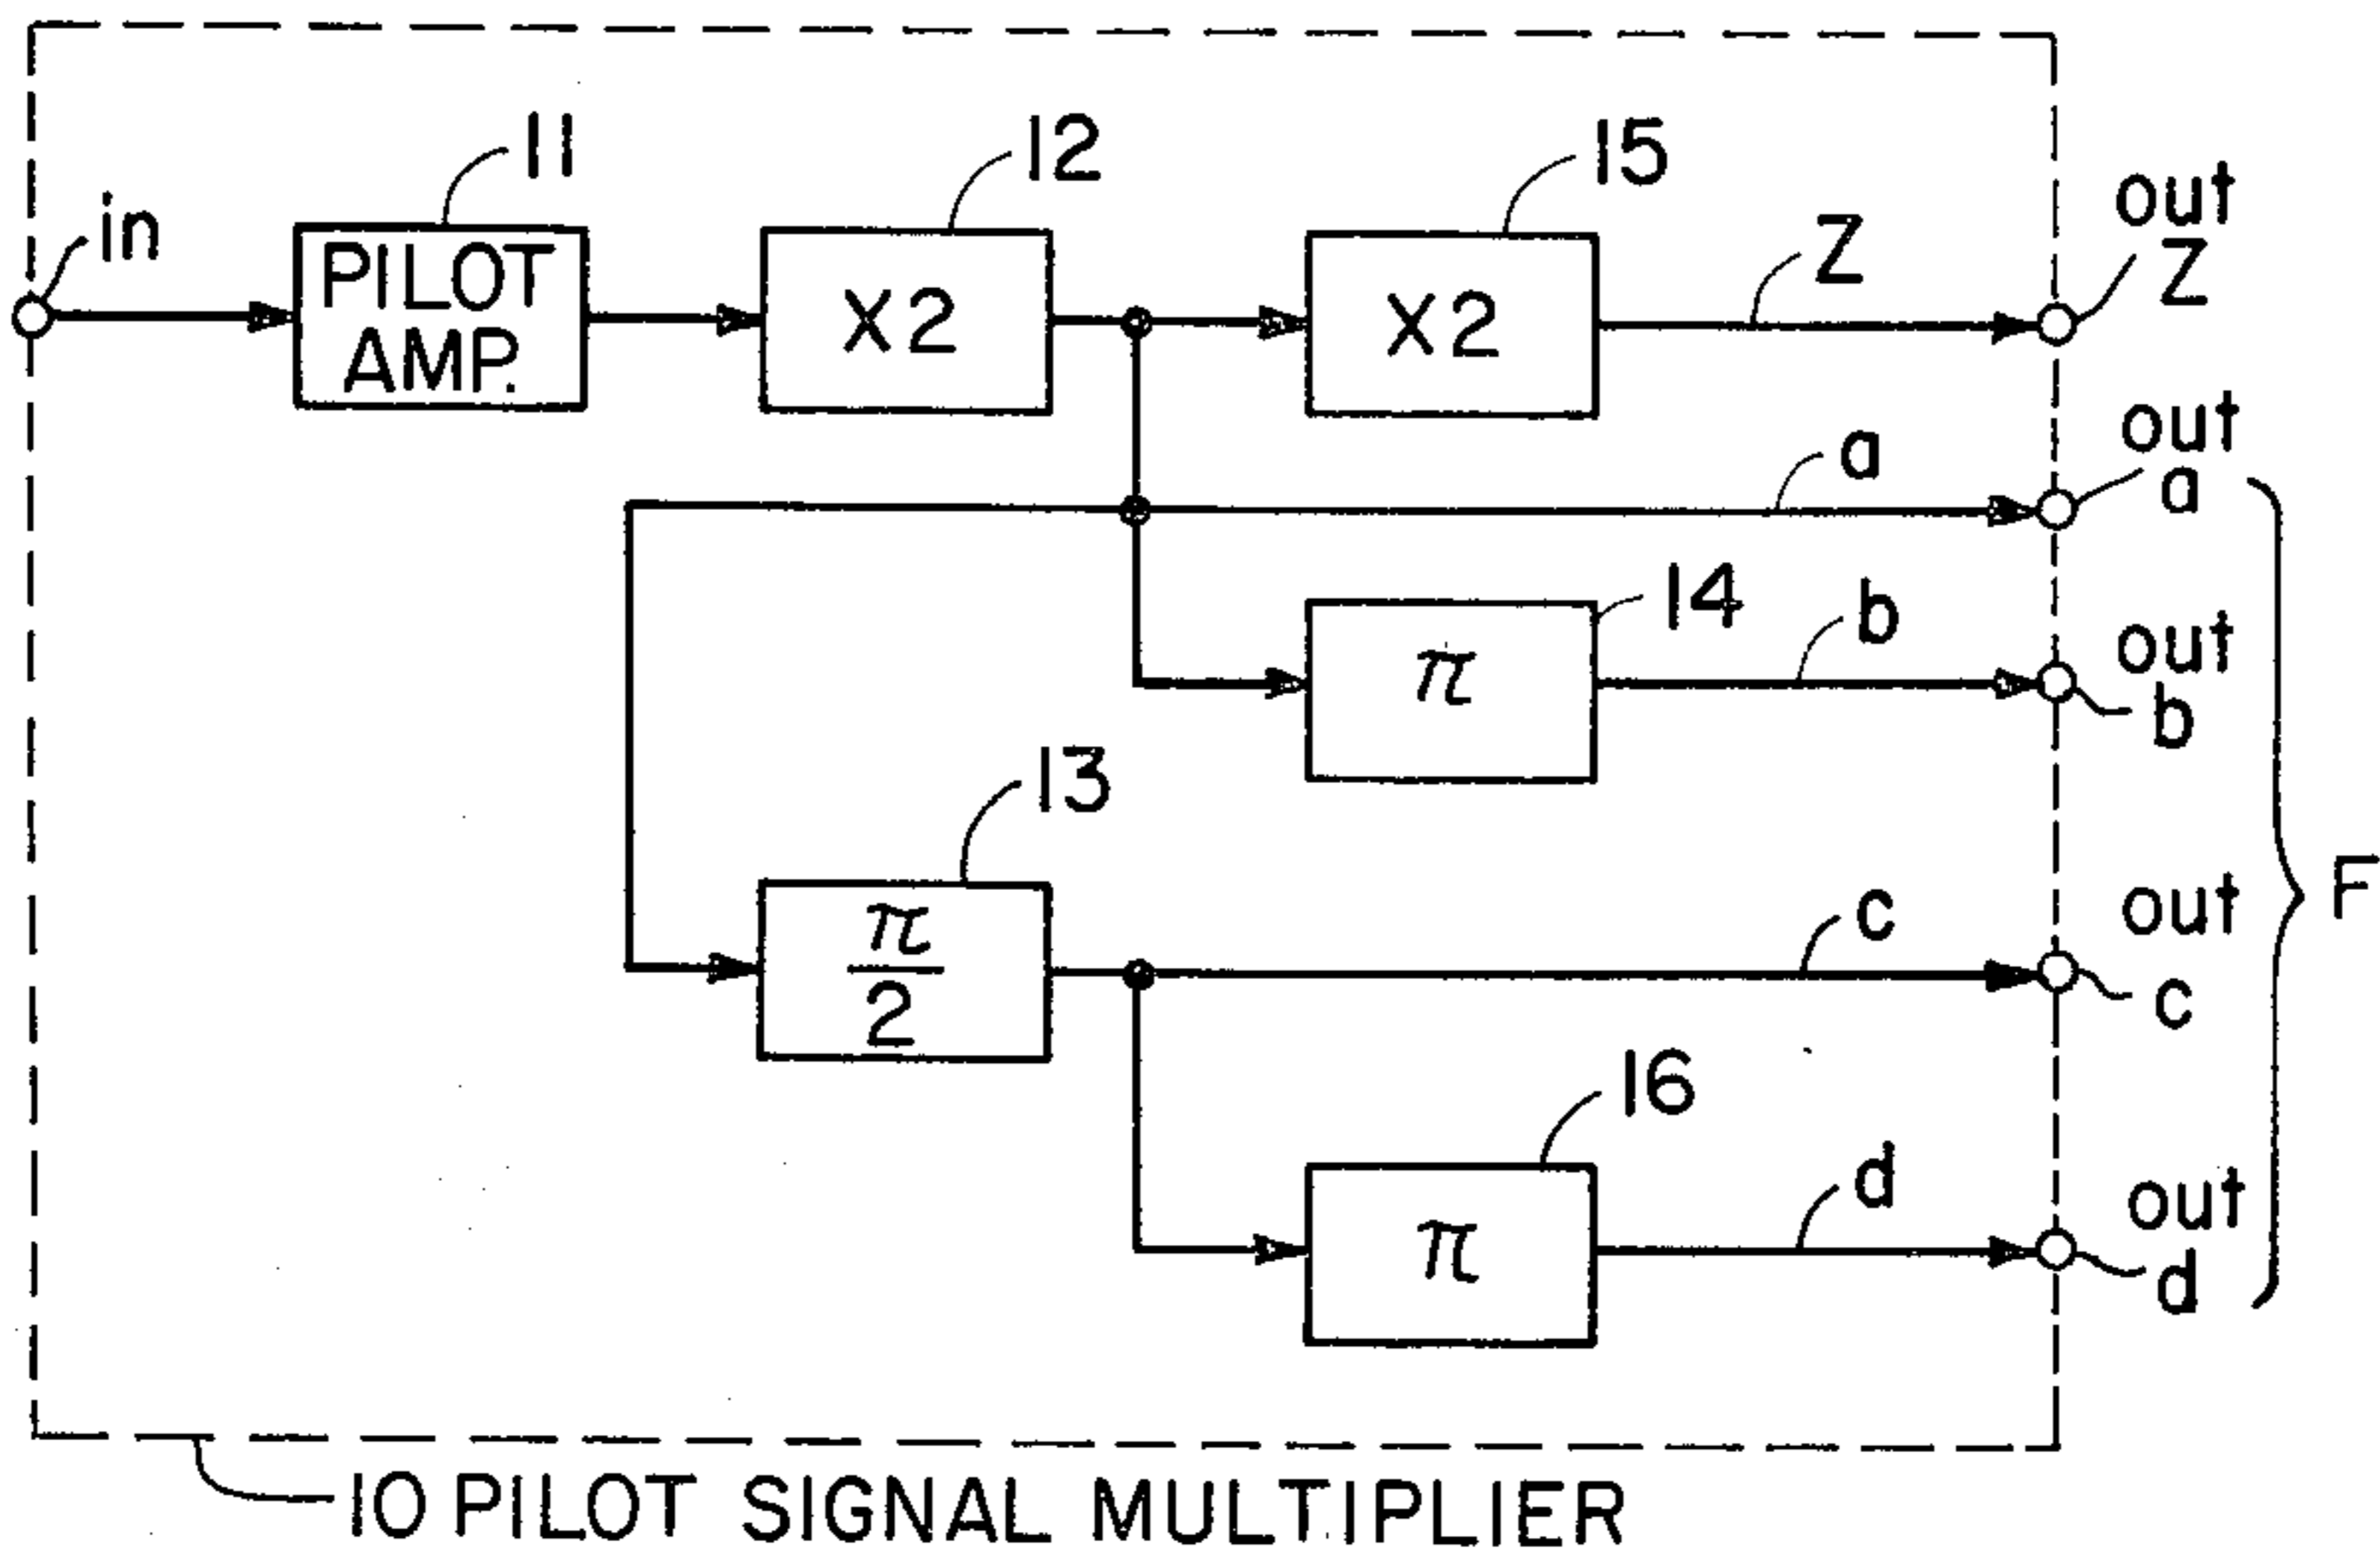 in
11
PILOT
AMP.
12
X2
15
X2
Z
out
Z
a
out
a
14
π
b
out
b
13
π
2
c
out
c
F
16
π
d
out
d
10 PILOT SIGNAL MULTIPLIER